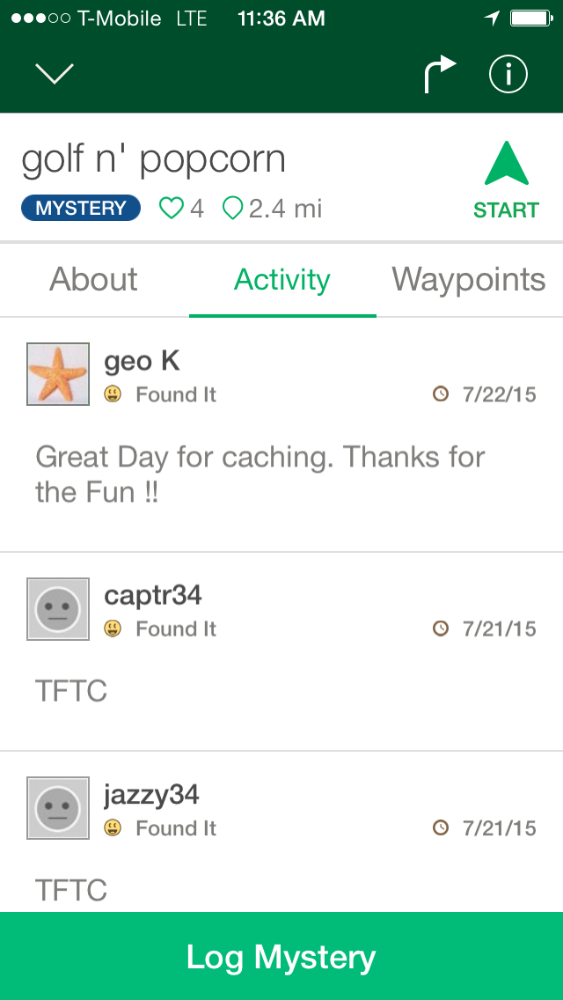 T-Mobile LTE 11:36 AM
golf n' popcorn
MYSTERY 4 2.4 mi
START
About Activity Waypoints
geo K
Found It 7/22/15
Great Day for caching. Thanks for
the Fun !!
captr34
Found It 7/21/15
TFTC
jazzy34
Found It 7/21/15
TFTC
Log Mystery